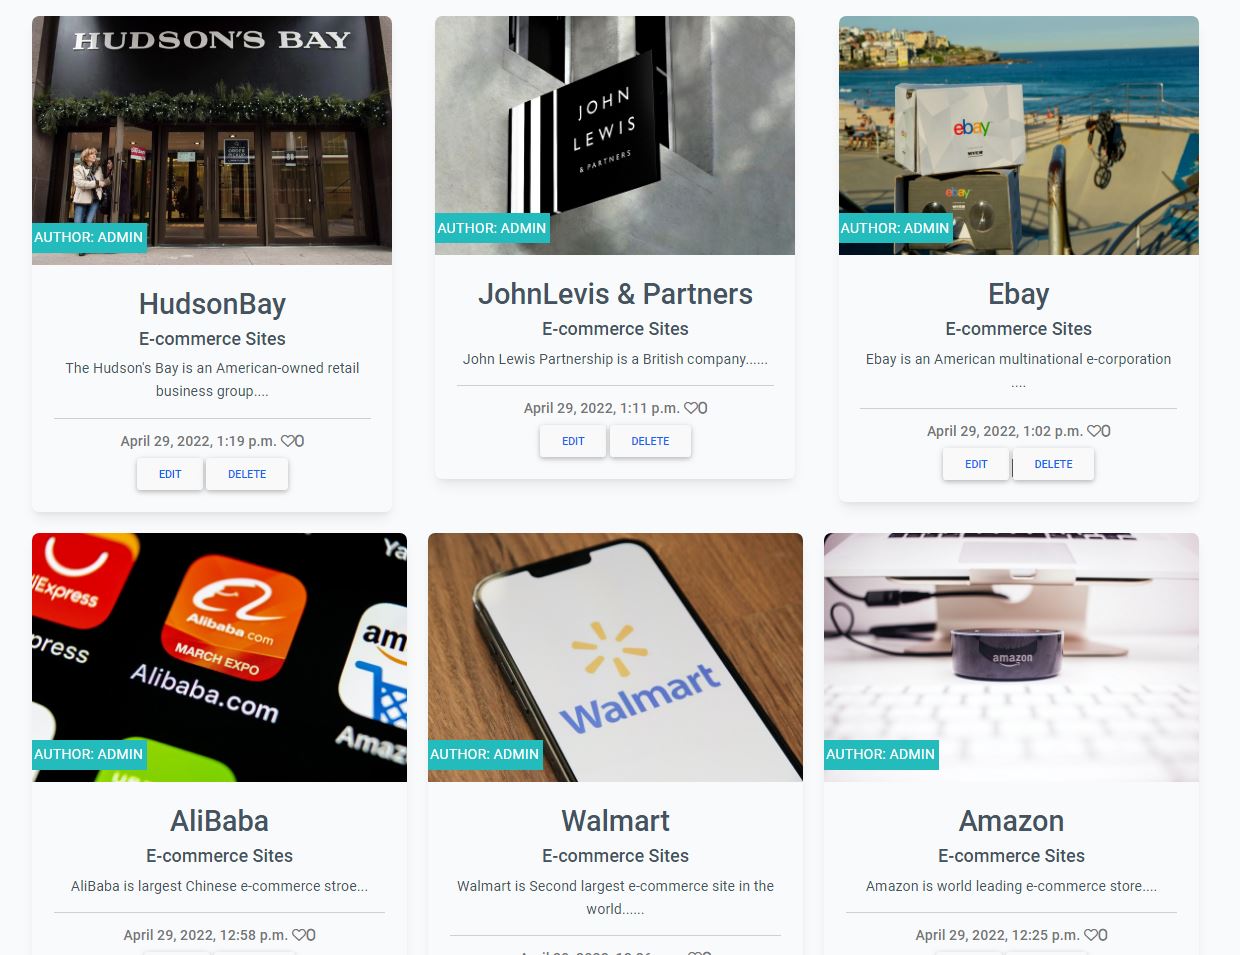 HUDSON'S BAY
AUTHOR: ADMIN
HudsonBay
E-commerce Sites
The Hudson's Bay is an American-owned retail
business group....
April 29, 2022, 1:19 p.m. 0
EDIT DELETE
JOHN
LEWIS
& PARTNERS
AUTHOR: ADMIN
JohnLevis & Partners
E-commerce Sites
John Lewis Partnership is a British company......
April 29, 2022, 1:11 p.m. 0
EDIT DELETE
ebay
ebay
AUTHOR: ADMIN
Ebay
E-commerce Sites
Ebay is an American multinational e-corporation
....
April 29, 2022, 1:02 p.m. 0
EDIT DELETE
Ya
iExpress
press
Alibaba.com
MARCH EXPO
Alibaba.com
am
Amaz
AUTHOR: ADMIN
AliBaba
E-commerce Sites
AliBaba is largest Chinese e-commerce stroe...
April 29, 2022, 12:58 p.m. 0
Walmart
AUTHOR: ADMIN
Walmart
E-commerce Sites
Walmart is Second largest e-commerce site in the
world......
amazon
AUTHOR: ADMIN
Amazon
E-commerce Sites
Amazon is world leading e-commerce store....
April 29, 2022, 12:25 p.m. 0